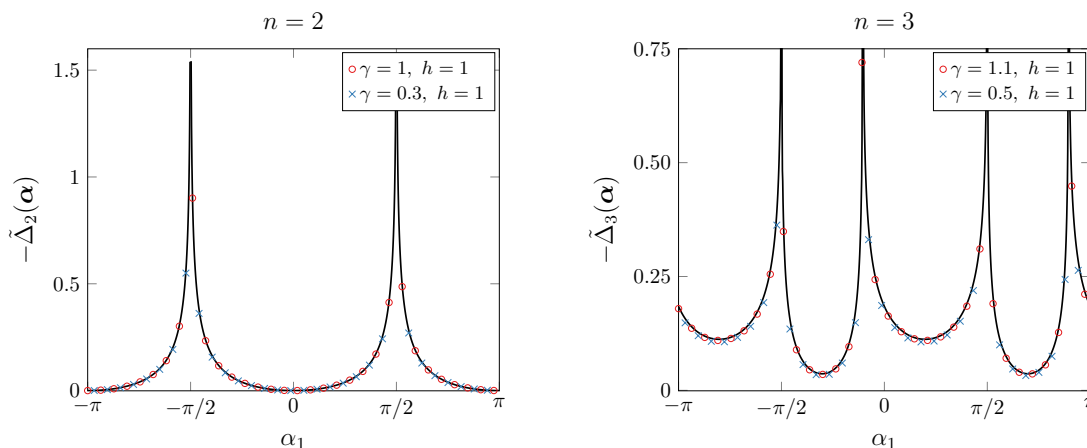 n = 2
−Δ̃₂(α)
1.5
1
0.5
0
γ = 1, h = 1
γ = 0.3, h = 1
−π −π/2 0 π/2 π
α₁
n = 3
−Δ̃₃(α)
0.75
0.50
0.25
0
γ = 1.1, h = 1
γ = 0.5, h = 1
−π −π/2 0 π/2 π
α₁